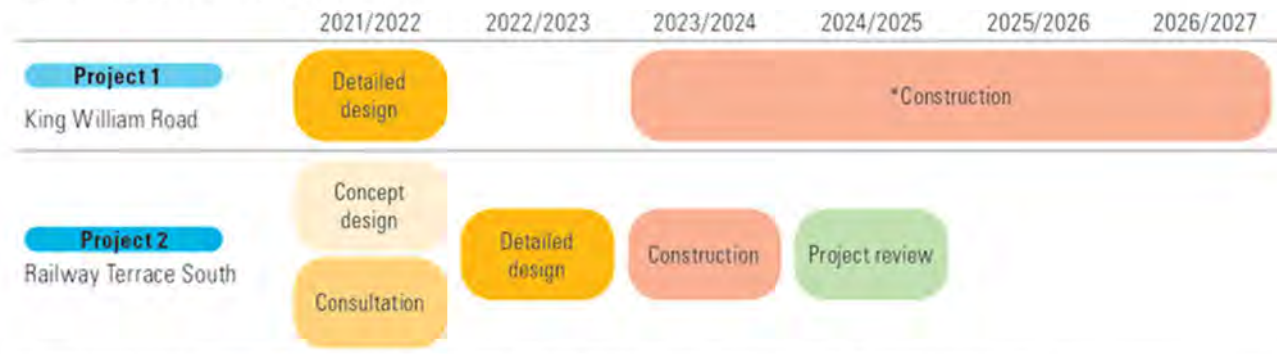 2021/2022 2022/2023 2023/2024 2024/2025 2025/2026 2026/2027
Project 1
King William Road
Detailed
design
*Construction
Project 2
Railway Terrace South
Concept
design
Consultation
Detailed
design
Construction
Project review